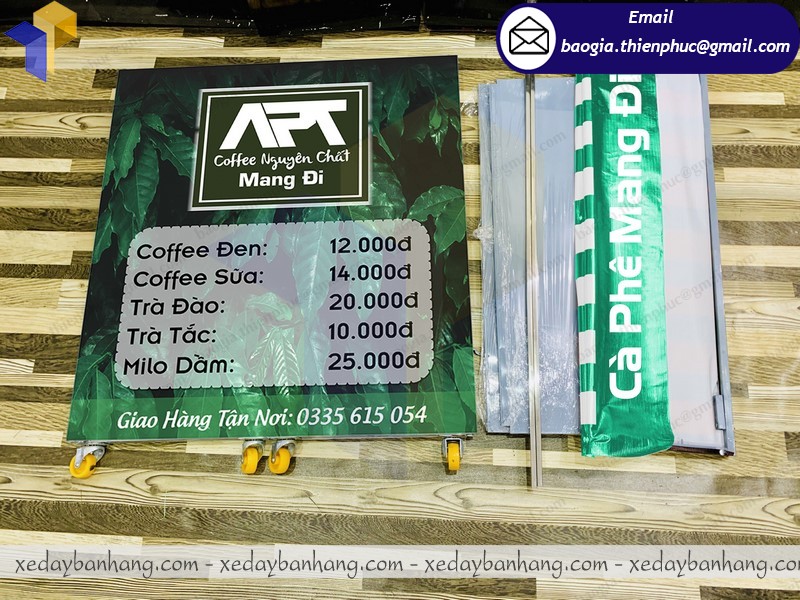 Email
baogia.thienphuc@gmail.com
APT
Coffee Nguyên Chất
Mang Đi
Coffee Đen: 12.000đ
Coffee Sữa: 14.000đ
Trà Đào: 20.000đ
Trà Tắc: 10.000đ
Milo Dầm: 25.000đ
Giao Hàng Tận Nơi: 0335 615 054
Cà Phê Mang Đi
xedaybanhang.com - xedaybanhang.com - xedaybanhang.com - xedaybanhang.com